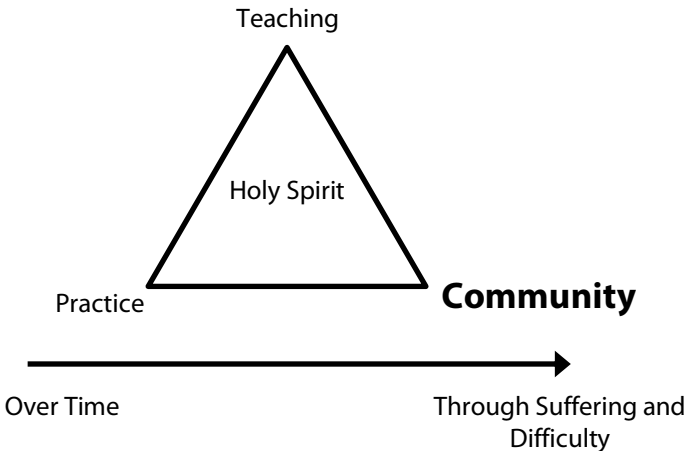 Teaching
Holy Spirit
Practice
Community
Over Time
Through Suffering and
Difficulty